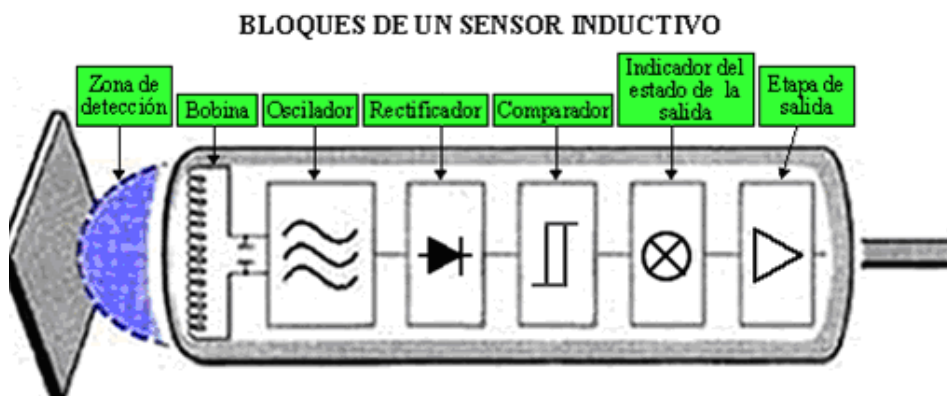 BLOQUES DE UN SENSOR INDUCTIVO
Zona de
detección
Bobina
Oscilador
Rectificador
Comparador
Indicador del
estado de la
salida
Etapa de
salida